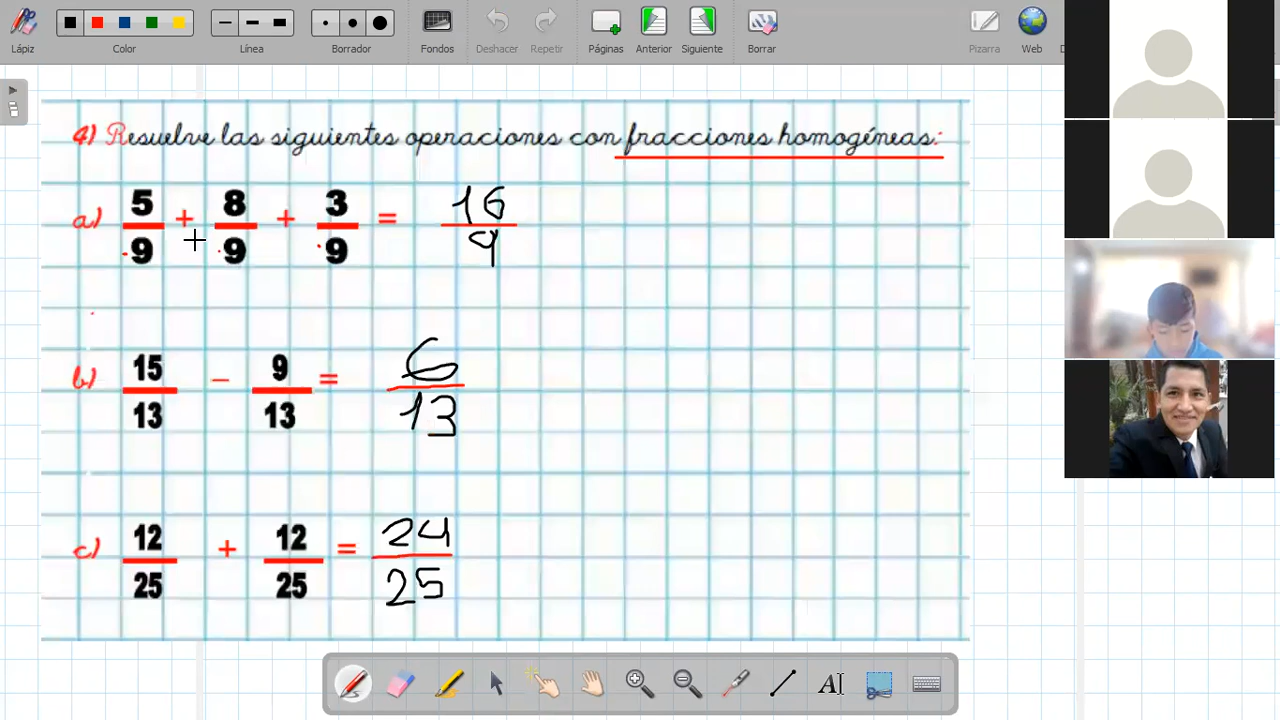 Lápiz Color Línea Borrador Fondos Deshacer Repetir Páginas Anterior Siguiente Borrar Pizarra Web
4) Resuelve las siguientes operaciones con fracciones homogéneas:
a) 5/9 + 8/9 + 3/9 = 16/9
b) 15/13 - 9/13 = 6/13
c) 12/25 + 12/25 = 24/25